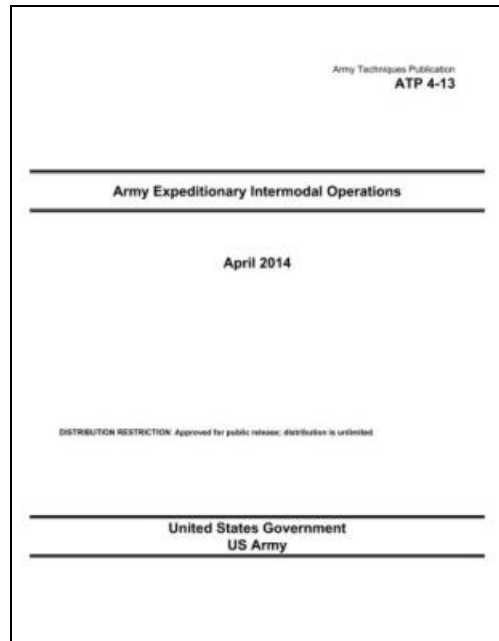 Army Techniques Publication
ATP 4-13
Army Expeditionary Intermodal Operations
April 2014
DISTRIBUTION RESTRICTION: Approved for public release; distribution is unlimited.
United States Government
US Army